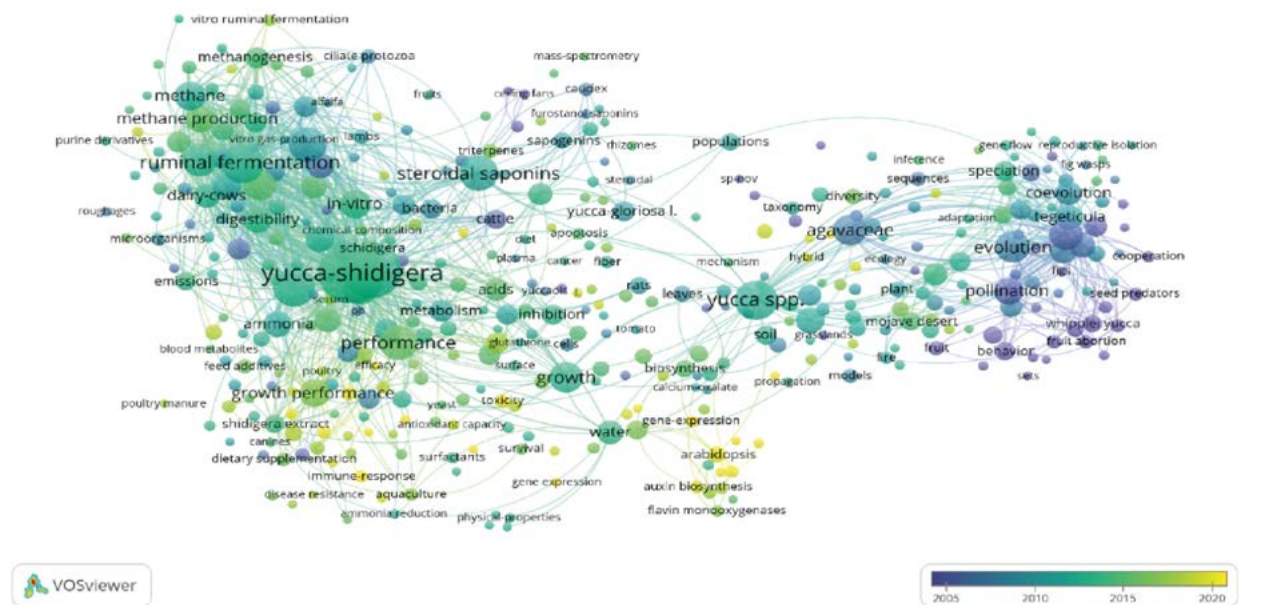 vitro ruminal fermentation
methanogenesis
ciliate protozoa
mass-spectrometry
methane
alfalfa
fruits
ceiling fans
caudex
methane production
furostanol saponins
purine derivatives
vitro gas-production
lambs
sapogenins
rhizomes
populations
gene flow
reproductive isolation
triterpenes
ruminal fermentation
inference
fig wasps
steroidal saponins
steroidal
sp-nov
sequences
speciation
dairy-cows
diversity
coevolution
in-vitro
bacteria
taxonomy
roughages
digestibility
cattle
yucca-gloriosa l.
adaptation
tegeticula
chemical composition
agavaceae
microorganisms
schidigera
diet
apoptosis
evolution
plasma
cancer
fiber
mechanism
hybrid
ecology
cooperation
yucca-shidigera
figi
emissions
acids
rats
leaves
plant
pollination
seed predators
serum
yucca spp.
ph
metabolism
inhibition
ammonia
tomato
soil
grasslands
mojave desert
whipplei yucca
performance
glutathione
cells
fruit
fruit abortion
blood metabolites
behavior
feed additives
efficacy
surface
fire
poultry
growth
biosynthesis
models
sets
calcium-oxalate
propagation
growth performance
poultry manure
yeast
toxicity
shidigera extract
antioxidant capacity
water
gene-expression
canines
survival
arabidopsis
dietary supplementation
surfactants
immune-response
gene expression
auxin biosynthesis
disease resistance
aquaculture
flavin monooxygenases
ammonia reduction
physical-properties
VOSviewer
2005 2010 2015 2020